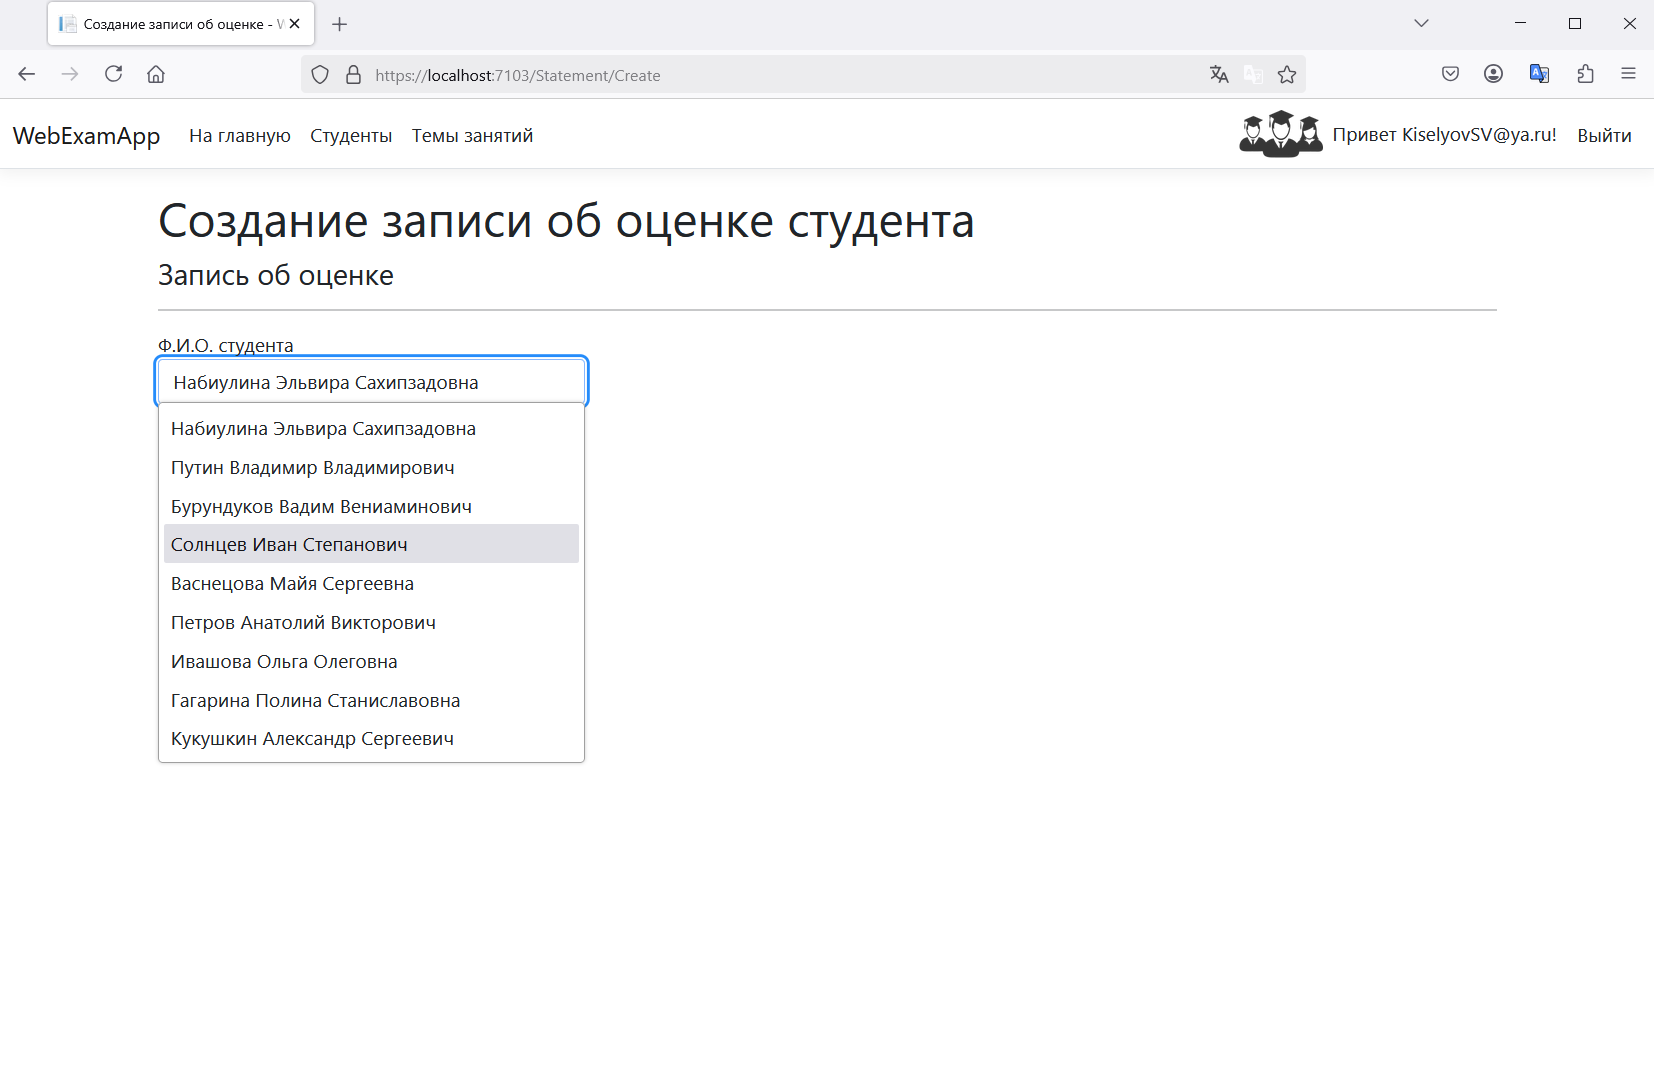 Создание записи об оценке - W
https://localhost:7103/Statement/Create
WebExamApp На главную Студенты Темы занятий Привет KiselyovSV@ya.ru! Выйти
Создание записи об оценке студента
Запись об оценке
Ф.И.О. студента
Набиулина Эльвира Сахипзадовна
Набиулина Эльвира Сахипзадовна
Путин Владимир Владимирович
Бурундуков Вадим Вениаминович
Солнцев Иван Степанович
Васнецова Майя Сергеевна
Петров Анатолий Викторович
Ивашова Ольга Олеговна
Гагарина Полина Станиславовна
Кукушкин Александр Сергеевич